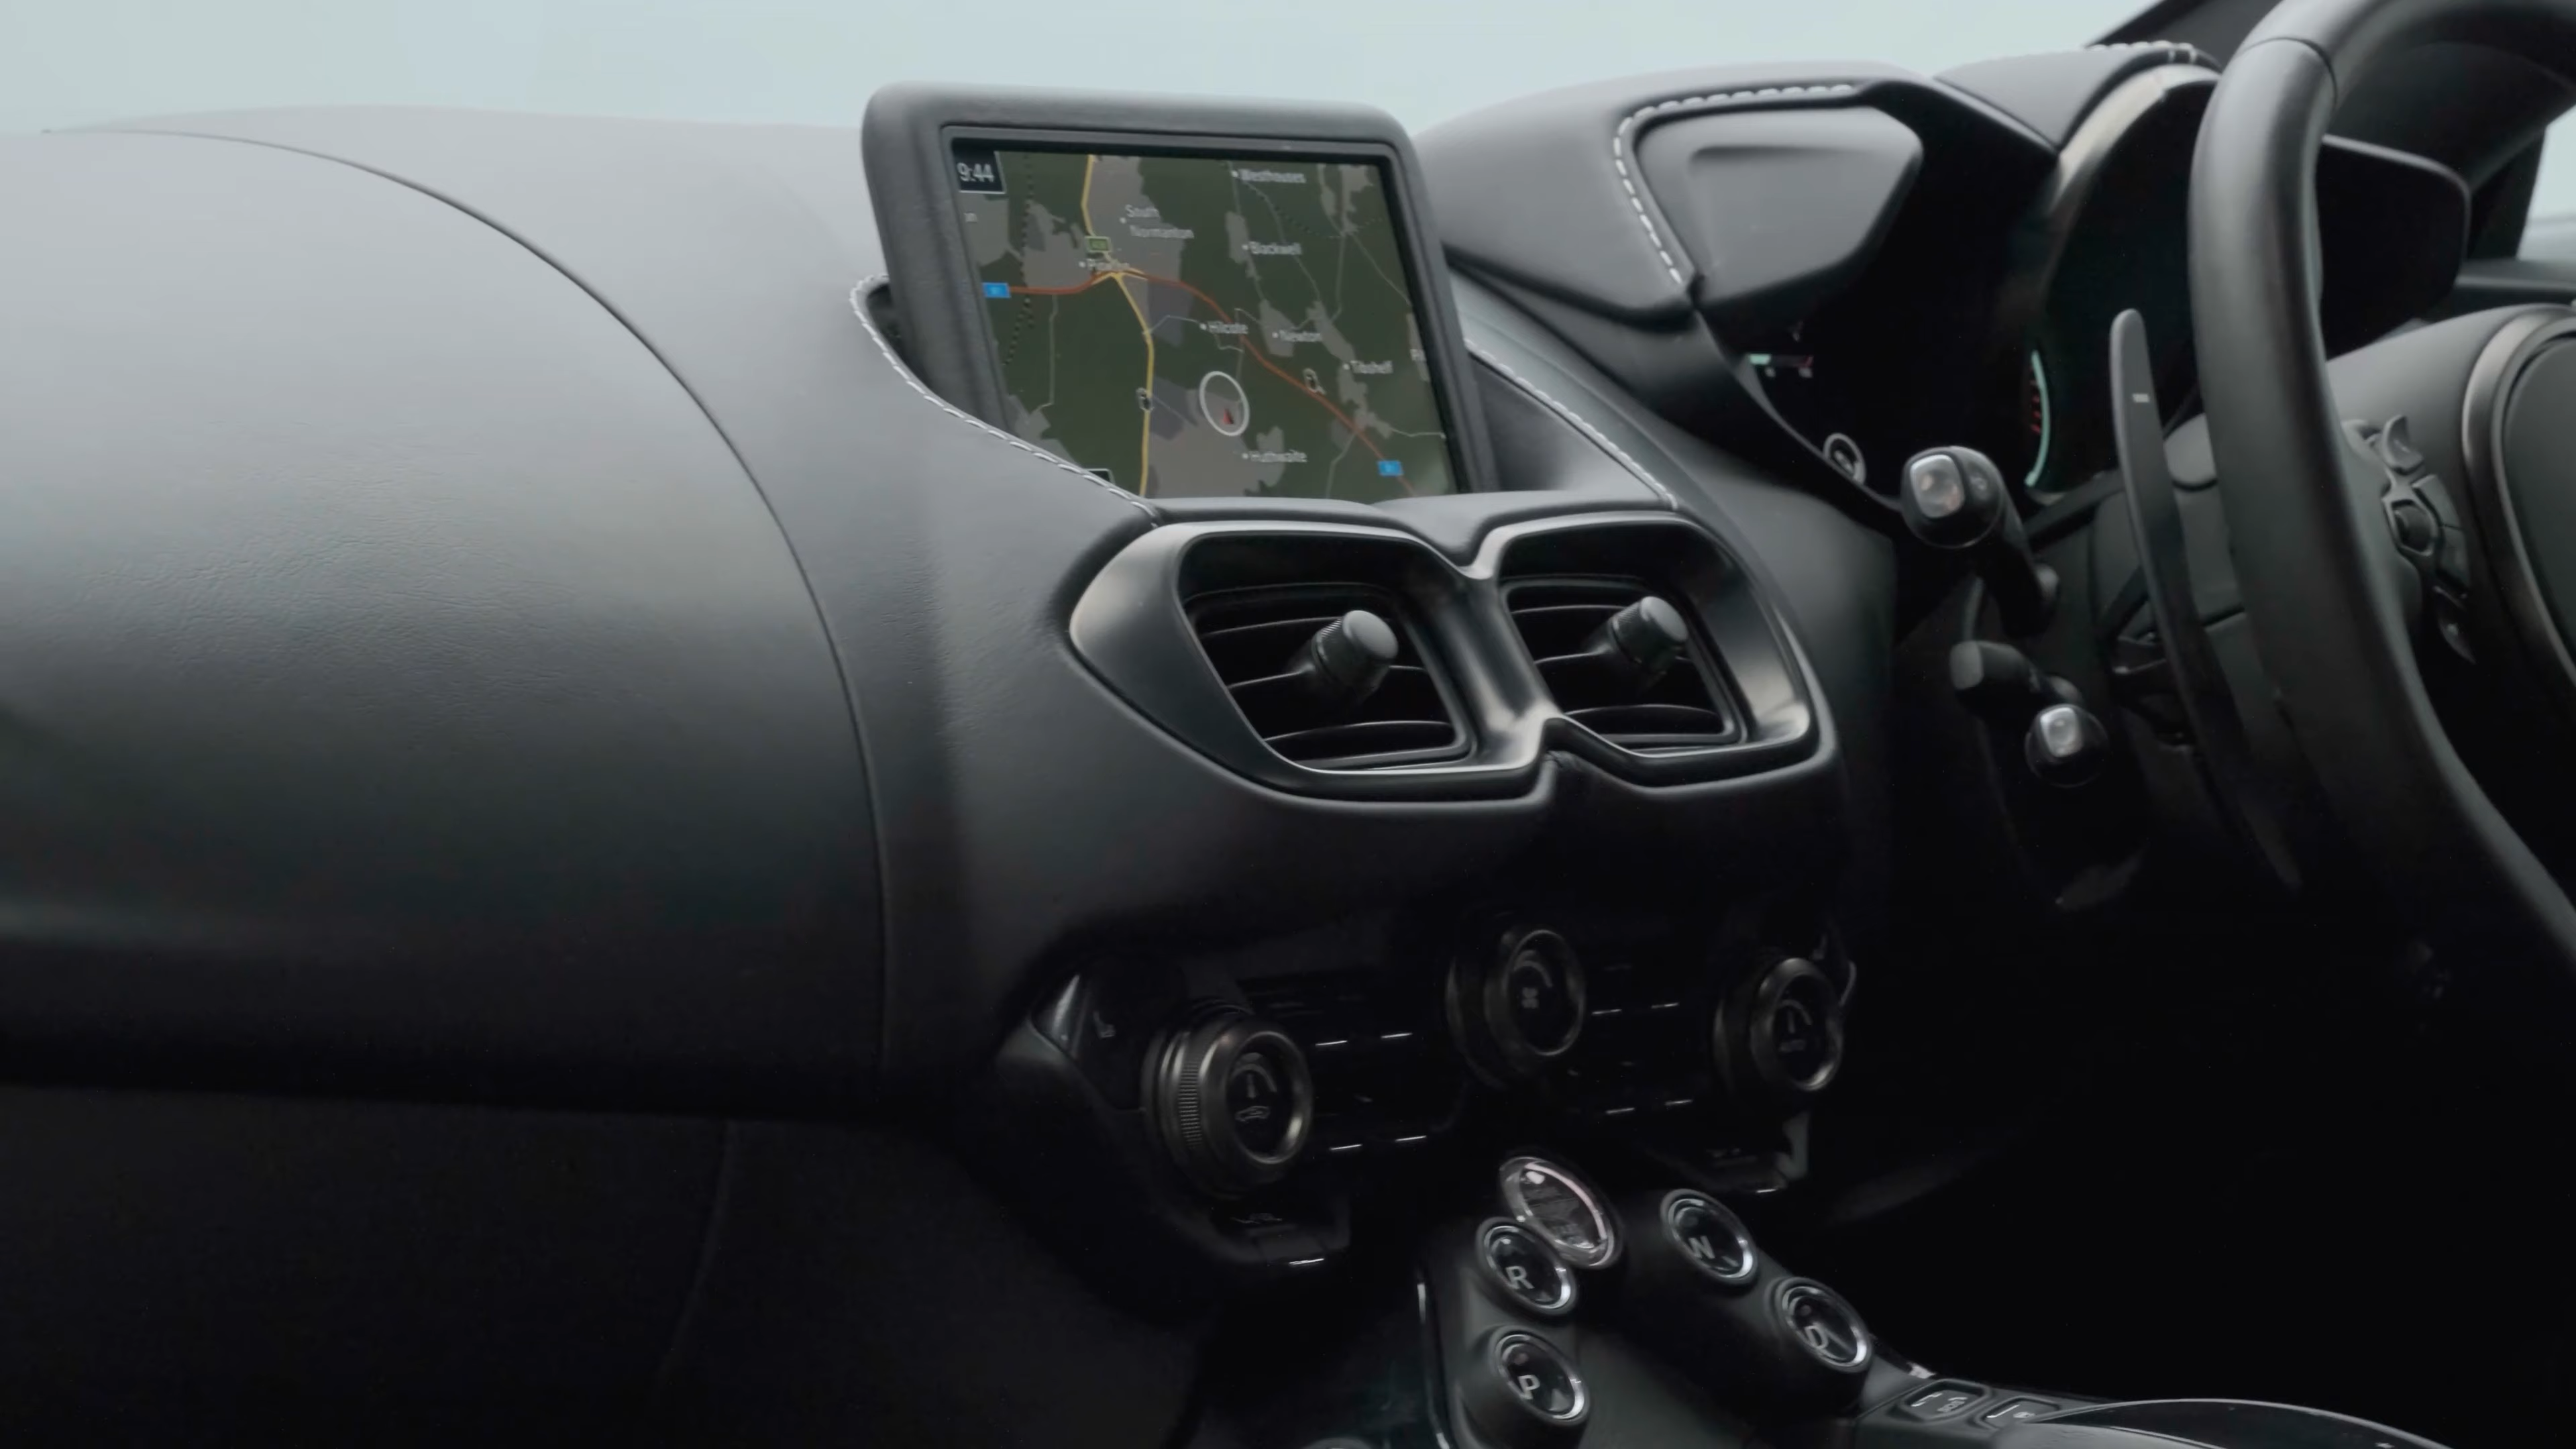 9:44
Westhouses
South
Normanton
Blackwell
Hilcote
Newton
Tibshelf
Huthwaite
R
N
D
P